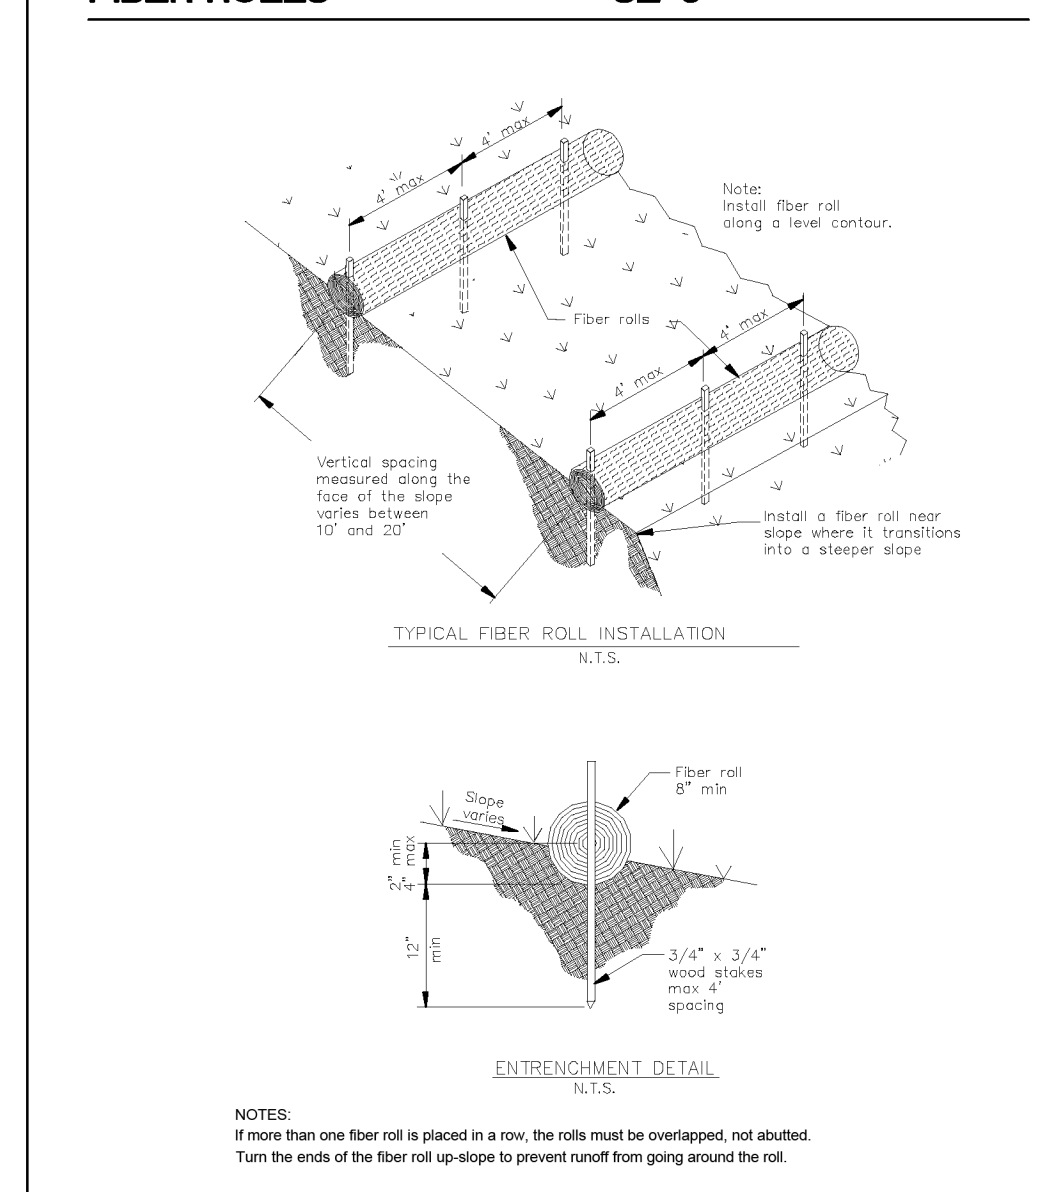 4' max
4' max
Note:
Install fiber roll
along a level contour.
Fiber rolls
4' max
4' max
Vertical spacing
measured along the
face of the slope
varies between
10' and 20'
Install a fiber roll near
slope where it transitions
into a steeper slope
TYPICAL FIBER ROLL INSTALLATION
N.T.S.
Fiber roll
8" min
Slope
varies
2" min
4" max
12"
min
3/4" x 3/4"
wood stakes
max 4'
spacing
ENTRENCHMENT DETAIL
N.T.S.
NOTES:
If more than one fiber roll is placed in a row, the rolls must be overlapped, not abutted.
Turn the ends of the fiber roll up-slope to prevent runoff from going around the roll.